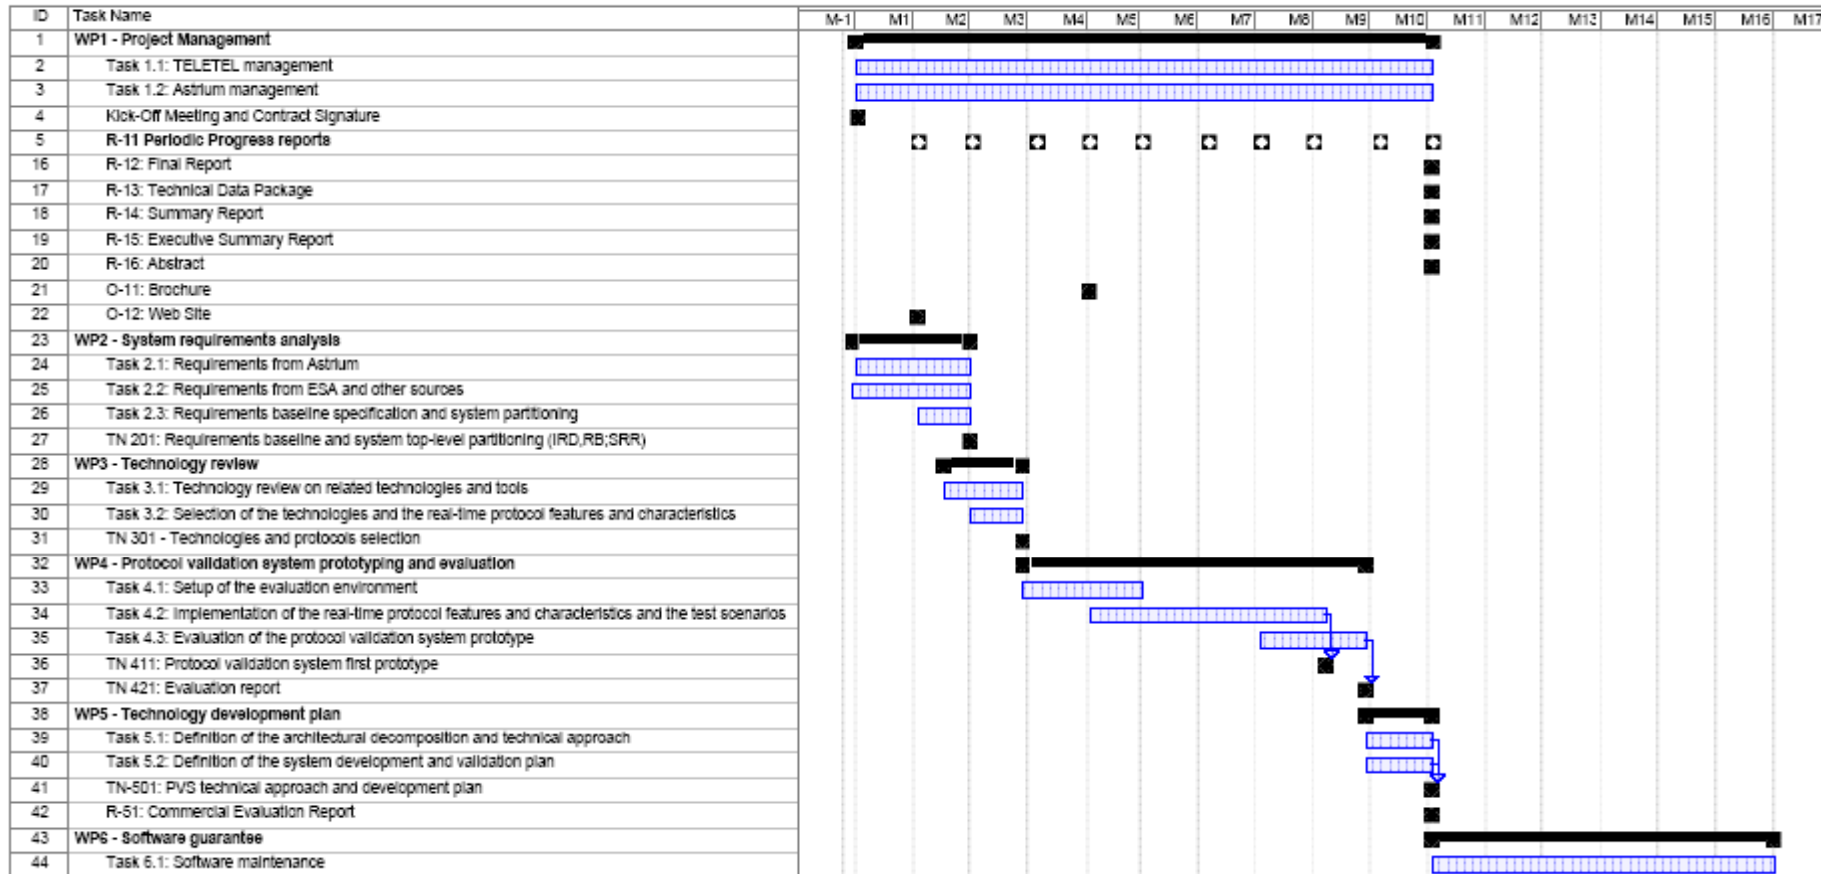 ID Task Name M-1 M1 M2 M3 M4 M5 M6 M7 M8 M9 M10 M11 M12 M13 M14 M15 M16 M17
1 WP1 - Project Management
2 Task 1.1: TELETEL management
3 Task 1.2: Astrium management
4 Kick-Off Meeting and Contract Signature
5 R-11 Periodic Progress reports
16 R-12: Final Report
17 R-13: Technical Data Package
18 R-14: Summary Report
19 R-15: Executive Summary Report
20 R-16: Abstract
21 O-11: Brochure
22 O-12: Web Site
23 WP2 - System requirements analysis
24 Task 2.1: Requirements from Astrium
25 Task 2.2: Requirements from ESA and other sources
26 Task 2.3: Requirements baseline specification and system partitioning
27 TN 201: Requirements baseline and system top-level partitioning (IRD,RB;SRR)
28 WP3 - Technology review
29 Task 3.1: Technology review on related technologies and tools
30 Task 3.2: Selection of the technologies and the real-time protocol features and characteristics
31 TN 301 - Technologies and protocols selection
32 WP4 - Protocol validation system prototyping and evaluation
33 Task 4.1: Setup of the evaluation environment
34 Task 4.2: Implementation of the real-time protocol features and characteristics and the test scenarios
35 Task 4.3: Evaluation of the protocol validation system prototype
36 TN 411: Protocol validation system first prototype
37 TN 421: Evaluation report
38 WP5 - Technology development plan
39 Task 5.1: Definition of the architectural decomposition and technical approach
40 Task 5.2: Definition of the system development and validation plan
41 TN-501: PVS technical approach and development plan
42 R-51: Commercial Evaluation Report
43 WP6 - Software guarantee
44 Task 6.1: Software maintenance